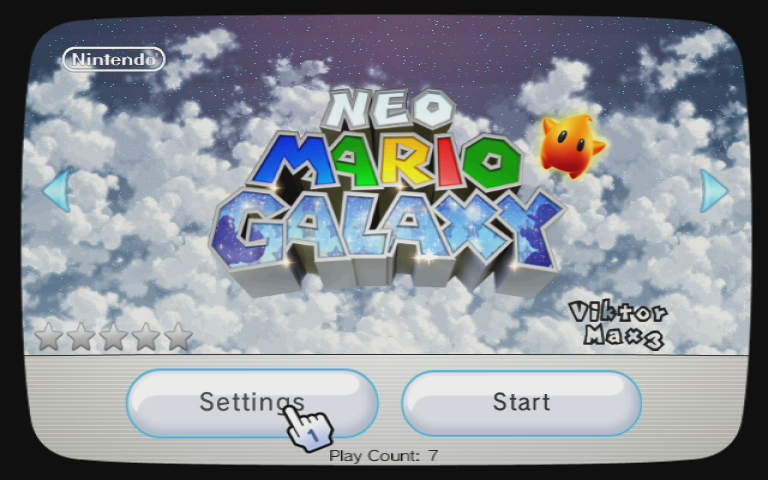 Nintendo
NEO
MARIO
GALAXY
Viktor
Max3
Settings
Start
1
Play Count: 7